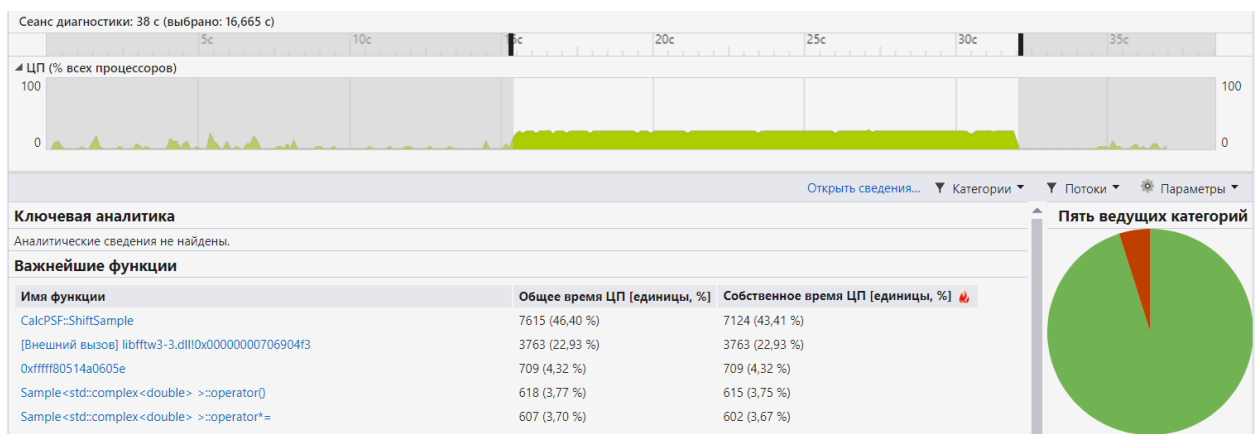 Сеанс диагностики: 38 с (выбрано: 16,665 с)
5с 10с 15с 20с 25с 30с 35с
ЦП (% всех процессоров)
100 100
0 0
Открыть сведения... Категории Потоки Параметры
Ключевая аналитика
Пять ведущих категорий
Аналитические сведения не найдены.
Важнейшие функции
Имя функции Общее время ЦП [единицы, %] Собственное время ЦП [единицы, %]
CalcPSF::ShiftSample 7615 (46,40 %) 7124 (43,41 %)
[Внешний вызов] libfftw3-3.dll!0x00000000706904f3 3763 (22,93 %) 3763 (22,93 %)
0xfffff80514a0605e 709 (4,32 %) 709 (4,32 %)
Sample<std::complex<double> >::operator() 618 (3,77 %) 615 (3,75 %)
Sample<std::complex<double> >::operator*= 607 (3,70 %) 602 (3,67 %)